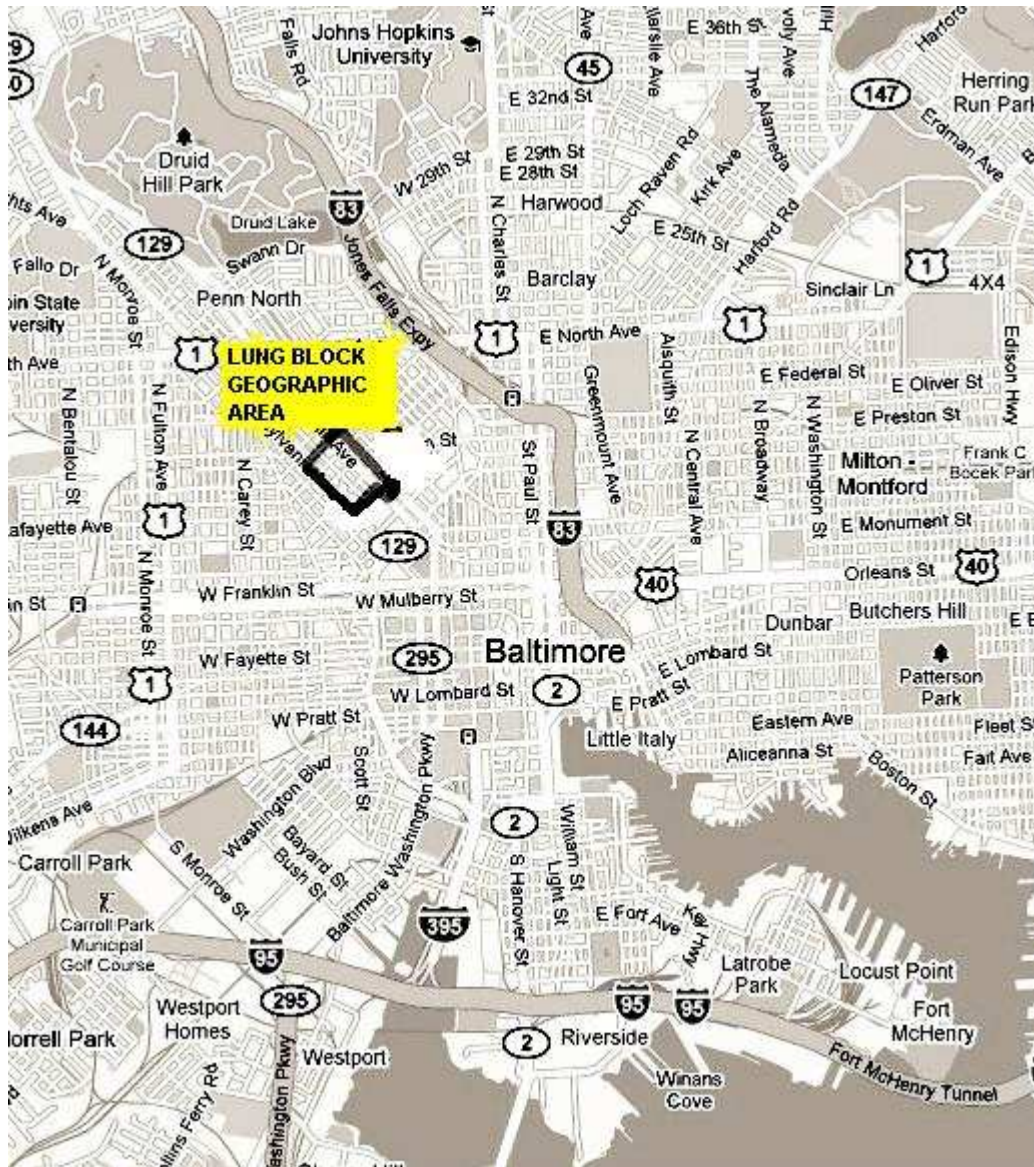 Johns Hopkins
University
Falls Rd
45
E 36th St
The Alameda
Harford
147
Herring
Run Park
Erdman Ave
E 32nd St
E 29th St
E 28th St
W 29th St
Loch Raven Rd
Kirk Ave
Harford Rd
Druid
Hill Park
83
Druid Lake
Swann Dr
129
N Charles St
Harwood
E 25th St
Jones Falls Expy
Fallo Dr
N Monroe St
Penn North
Barclay
Sinclair Ln
1
4X4
1
1
1
E North Ave
Edison Hwy
LUNG BLOCK
GEOGRAPHIC
AREA
N Bentalou St
N Fulton Ave
N Carey St
Ave
St Paul St
Greenmount Ave
Aisquith St
N Central Ave
N Broadway
N Washington St
E Federal St
E Oliver St
E Preston St
Milton -
Montford
Frank C
Bocek Park
1
N Monroe St
129
83
E Monument St
40
Orleans St
40
W Franklin St
W Mulberry St
Butchers Hill
Dunbar
W Fayette St
295
Baltimore
E Lombard St
W Lombard St
2
E Pratt St
Patterson
Park
1
144
W Pratt St
Little Italy
Eastern Ave
Aliceanna St
Boston St
Scott St
Washington Blvd
Baltimore Washington Pkwy
Carroll Park
S Monroe St
Bayard St
Bush St
2
William St
Light St
S Hanover St
E Fort Ave
Key Hwy
Carroll Park
Municipal
Golf Course
395
95
Latrobe
Park
Locust Point
Fort
McHenry
Westport
Homes
295
95
95
Westport
2
Riverside
Winans
Cove
Fort McHenry Tunnel